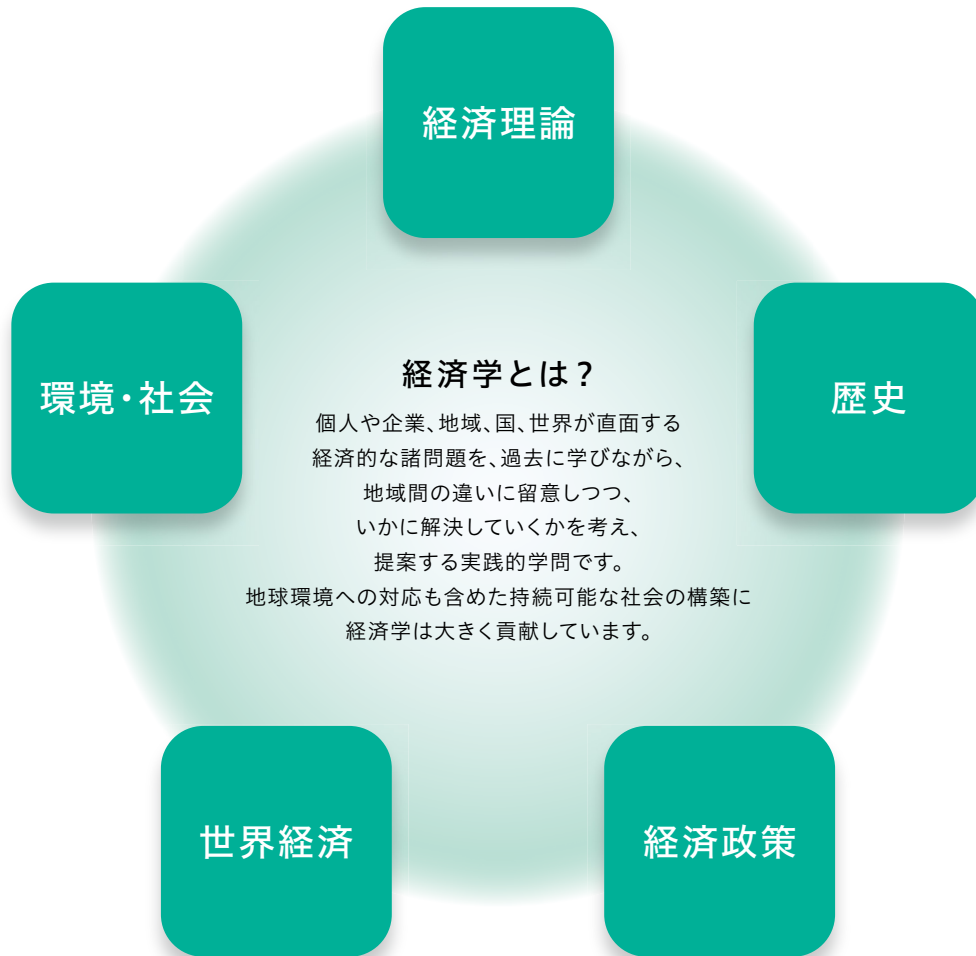 経済理論
環境・社会
歴史
経済学とは？
個人や企業、地域、国、世界が直面する
経済的な諸問題を、過去に学びながら、
地域間の違いに留意しつつ、
いかに解決していくかを考え、
提案する実践的学問です。
地球環境への対応も含めた持続可能な社会の構築に
経済学は大きく貢献しています。
世界経済
経済政策